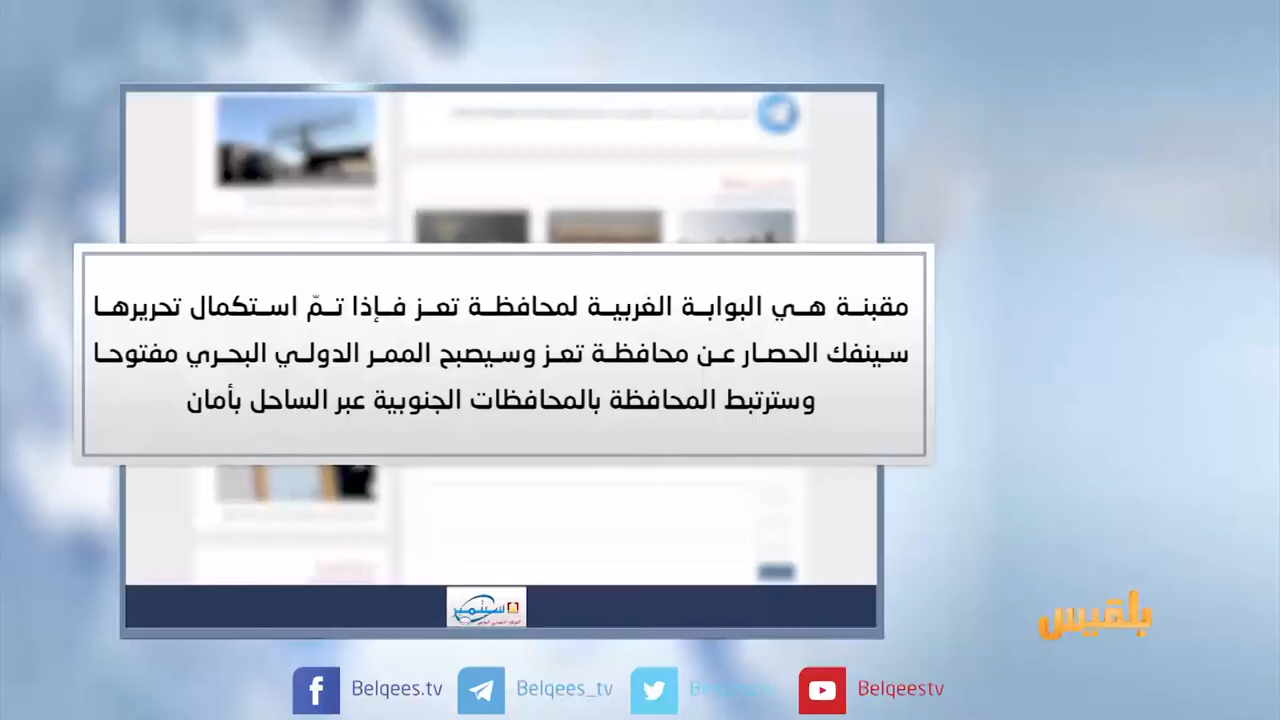 مقبنة هي البوابة الغربية لمحافظة تعز فإذا تمّ استكمال تحريرها
سينفك الحصار عن محافظة تعز وسيصبح الممر الدولي البحري مفتوحا
وسترتبط المحافظة بالمحافظات الجنوبية عبر الساحل بأمان
سبتمبر
بلقيس
Belqees.tv Belqees_tv Belqeestv